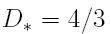 D_* = 4/3